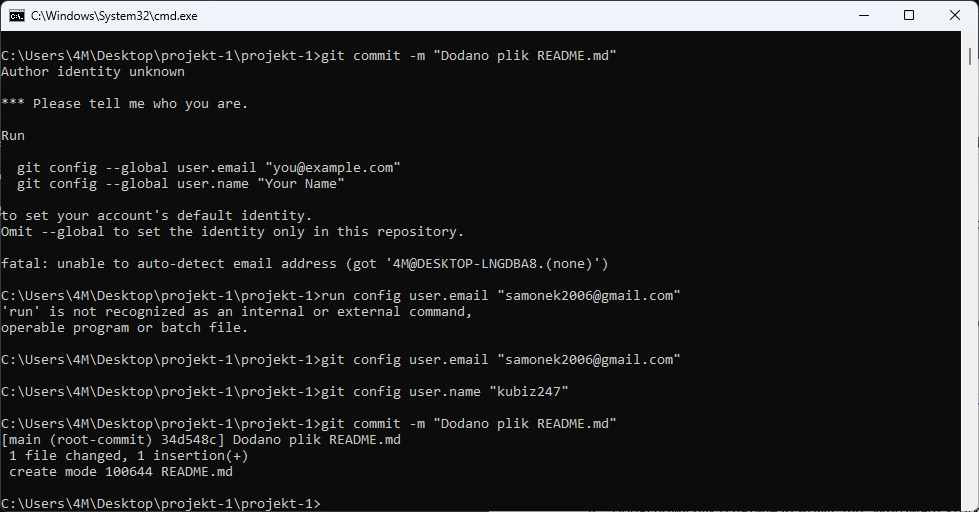 C:\Windows\System32\cmd.exe
C:\Users\4M\Desktop\projekt-1\projekt-1>git commit -m "Dodano plik README.md"
Author identity unknown
*** Please tell me who you are.
Run
git config --global user.email "you@example.com"
git config --global user.name "Your Name"
to set your account's default identity.
Omit --global to set the identity only in this repository.
fatal: unable to auto-detect email address (got '4M@DESKTOP-LNGDBA8.(none)')
C:\Users\4M\Desktop\projekt-1\projekt-1>run config user.email "samonek2006@gmail.com"
'run' is not recognized as an internal or external command,
operable program or batch file.
C:\Users\4M\Desktop\projekt-1\projekt-1>git config user.email "samonek2006@gmail.com"
C:\Users\4M\Desktop\projekt-1\projekt-1>git config user.name "kubiz247"
C:\Users\4M\Desktop\projekt-1\projekt-1>git commit -m "Dodano plik README.md"
[main (root-commit) 34d548c] Dodano plik README.md
1 file changed, 1 insertion(+)
create mode 100644 README.md
C:\Users\4M\Desktop\projekt-1\projekt-1>